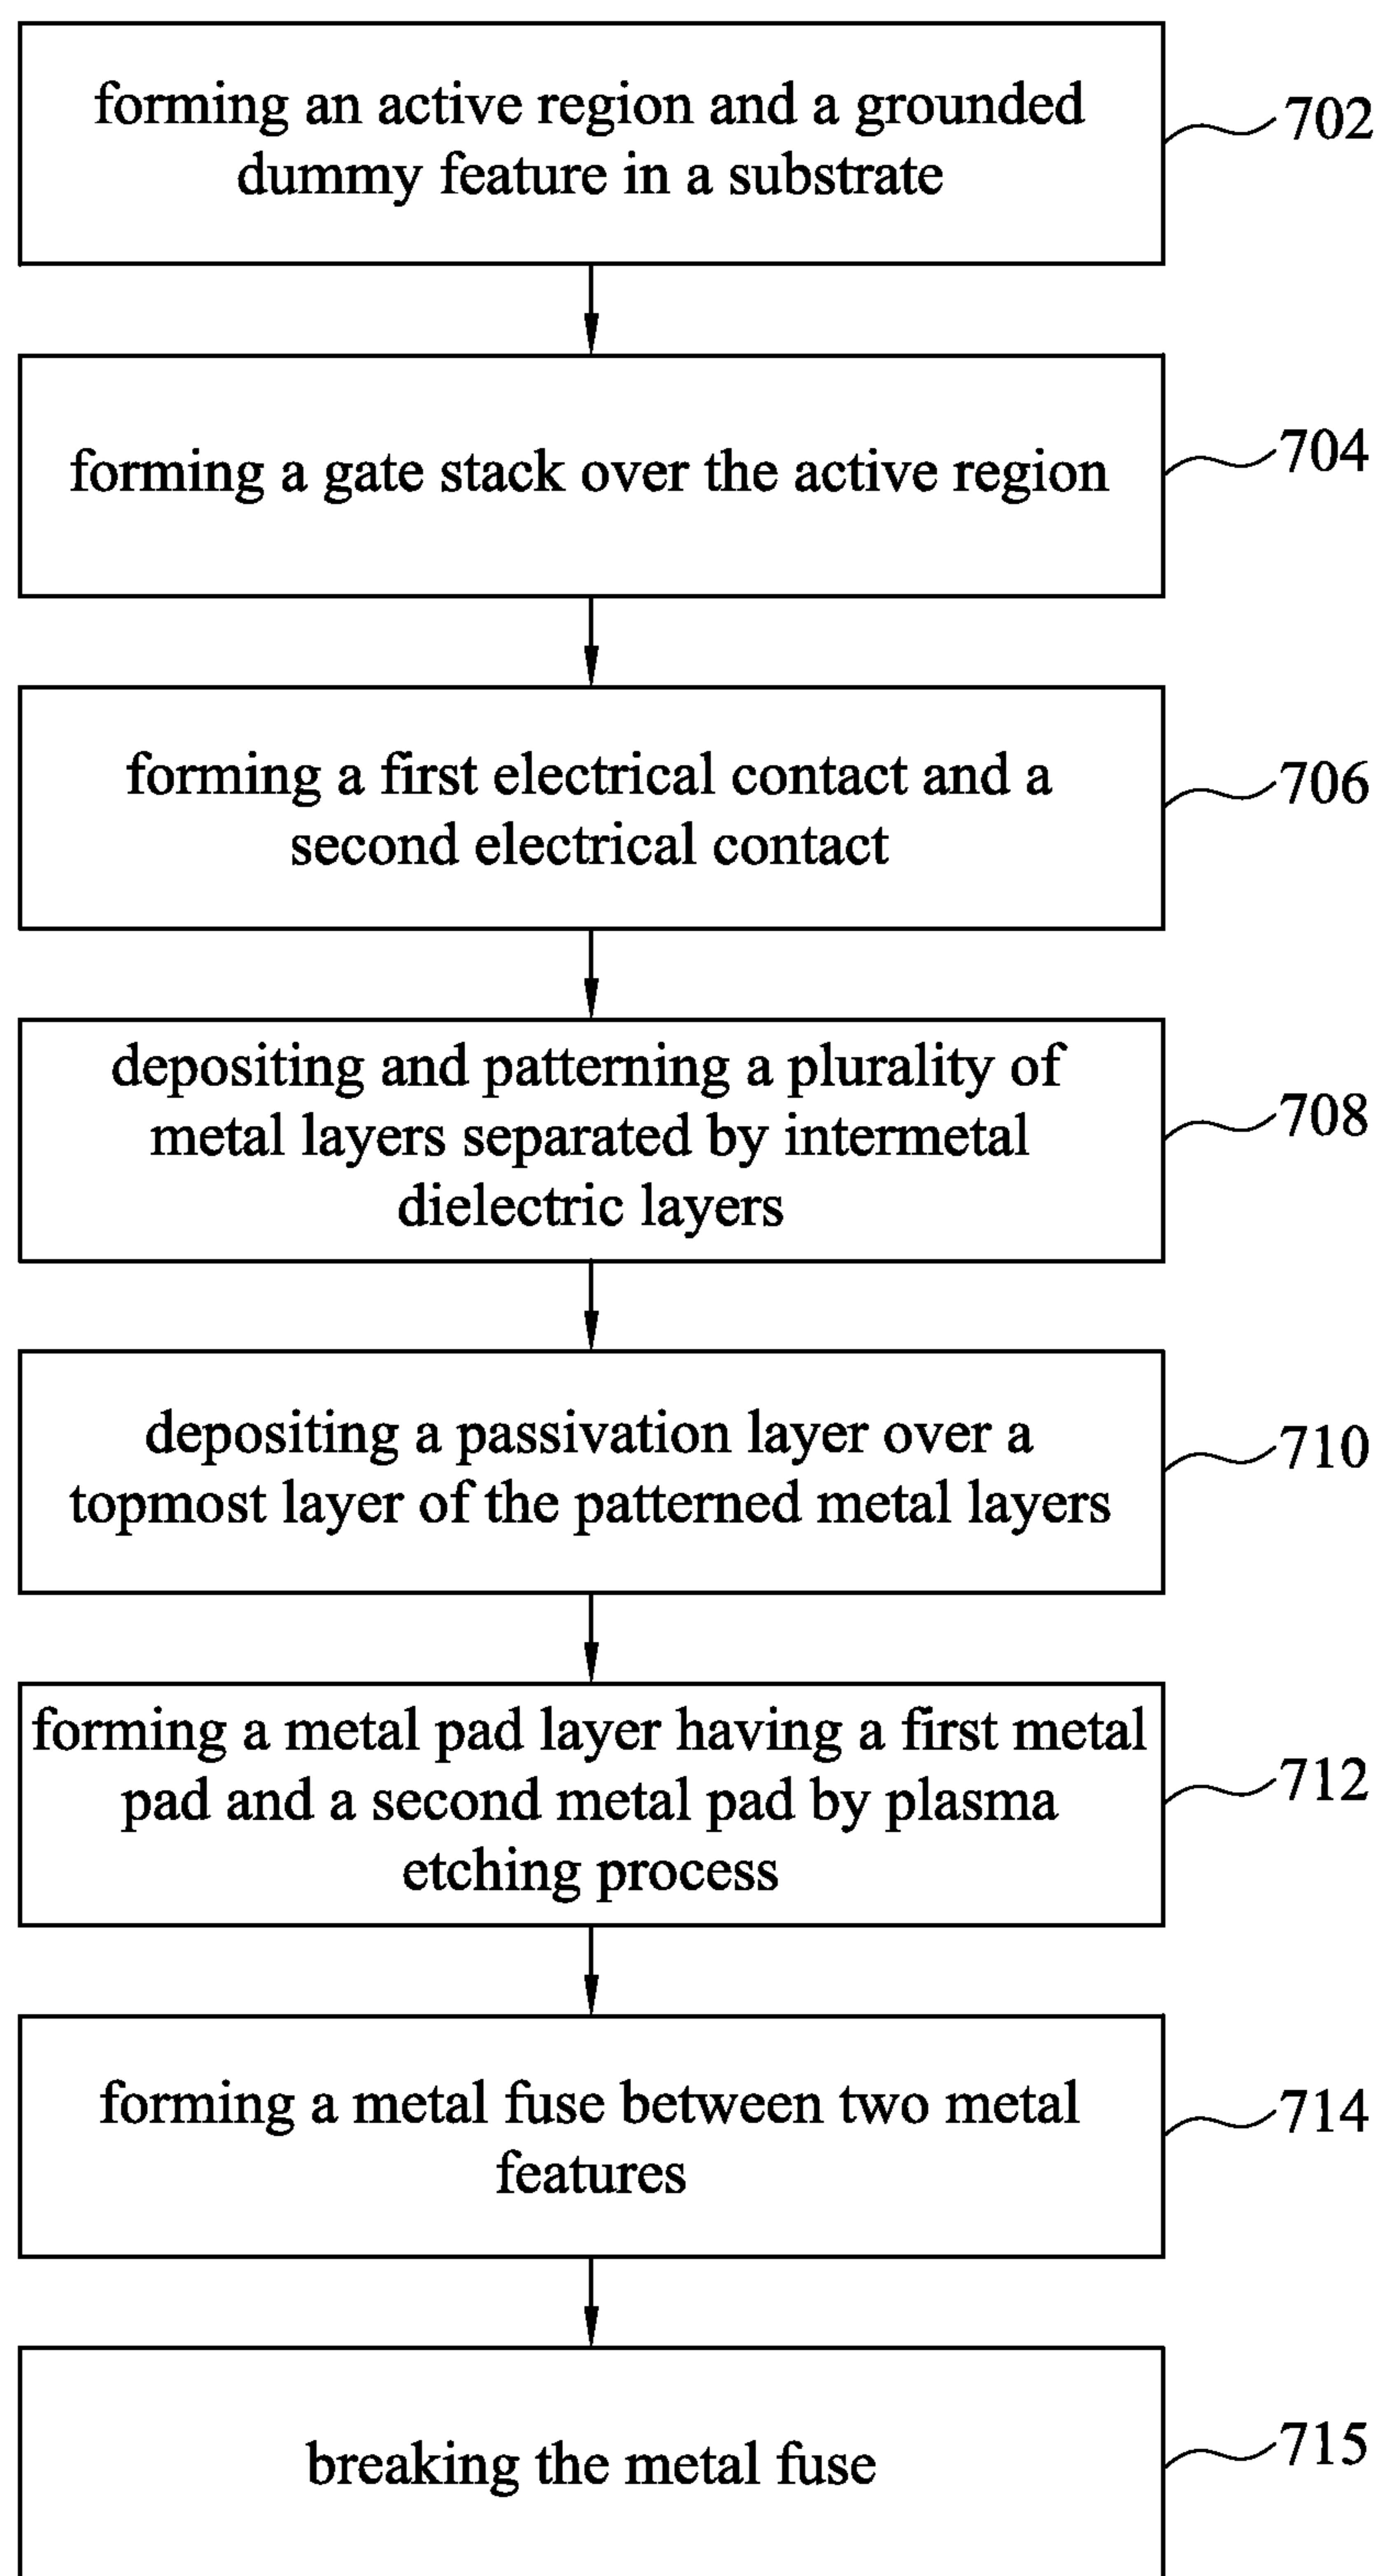 forming an active region and a grounded
dummy feature in a substrate
702
forming a gate stack over the active region
704
forming a first electrical contact and a
second electrical contact
706
depositing and patterning a plurality of
metal layers separated by intermetal
dielectric layers
708
depositing a passivation layer over a
topmost layer of the patterned metal layers
710
forming a metal pad layer having a first metal
pad and a second metal pad by plasma
etching process
712
forming a metal fuse between two metal
features
714
breaking the metal fuse
715